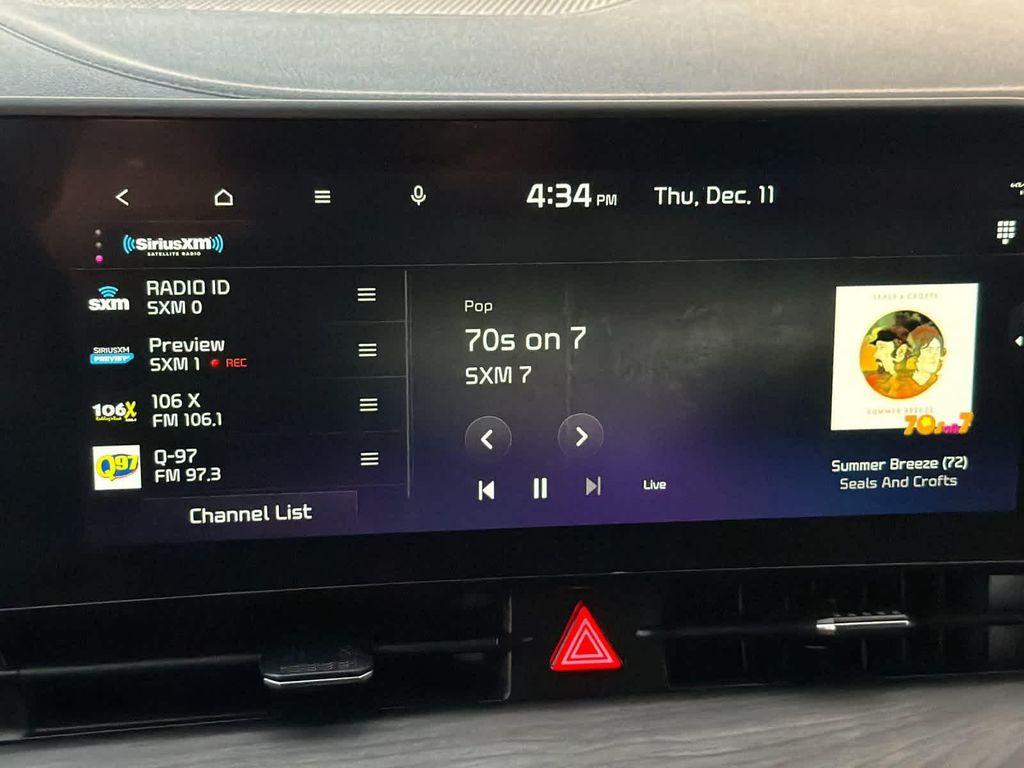 4:34 PM Thu, Dec. 11
((SiriusXM))
SATELLITE RADIO
sxm
RADIO ID
SXM 0
SIRIUSXM
PREVIEW
Preview
SXM 1 REC
106X
106 X
FM 106.1
Q97
Q-97
FM 97.3
Channel List
Pop
70s on 7
SXM 7
Live
SEALS & CROFTS
SUMMER BREEZE
70s on 7
Summer Breeze (72)
Seals And Crofts